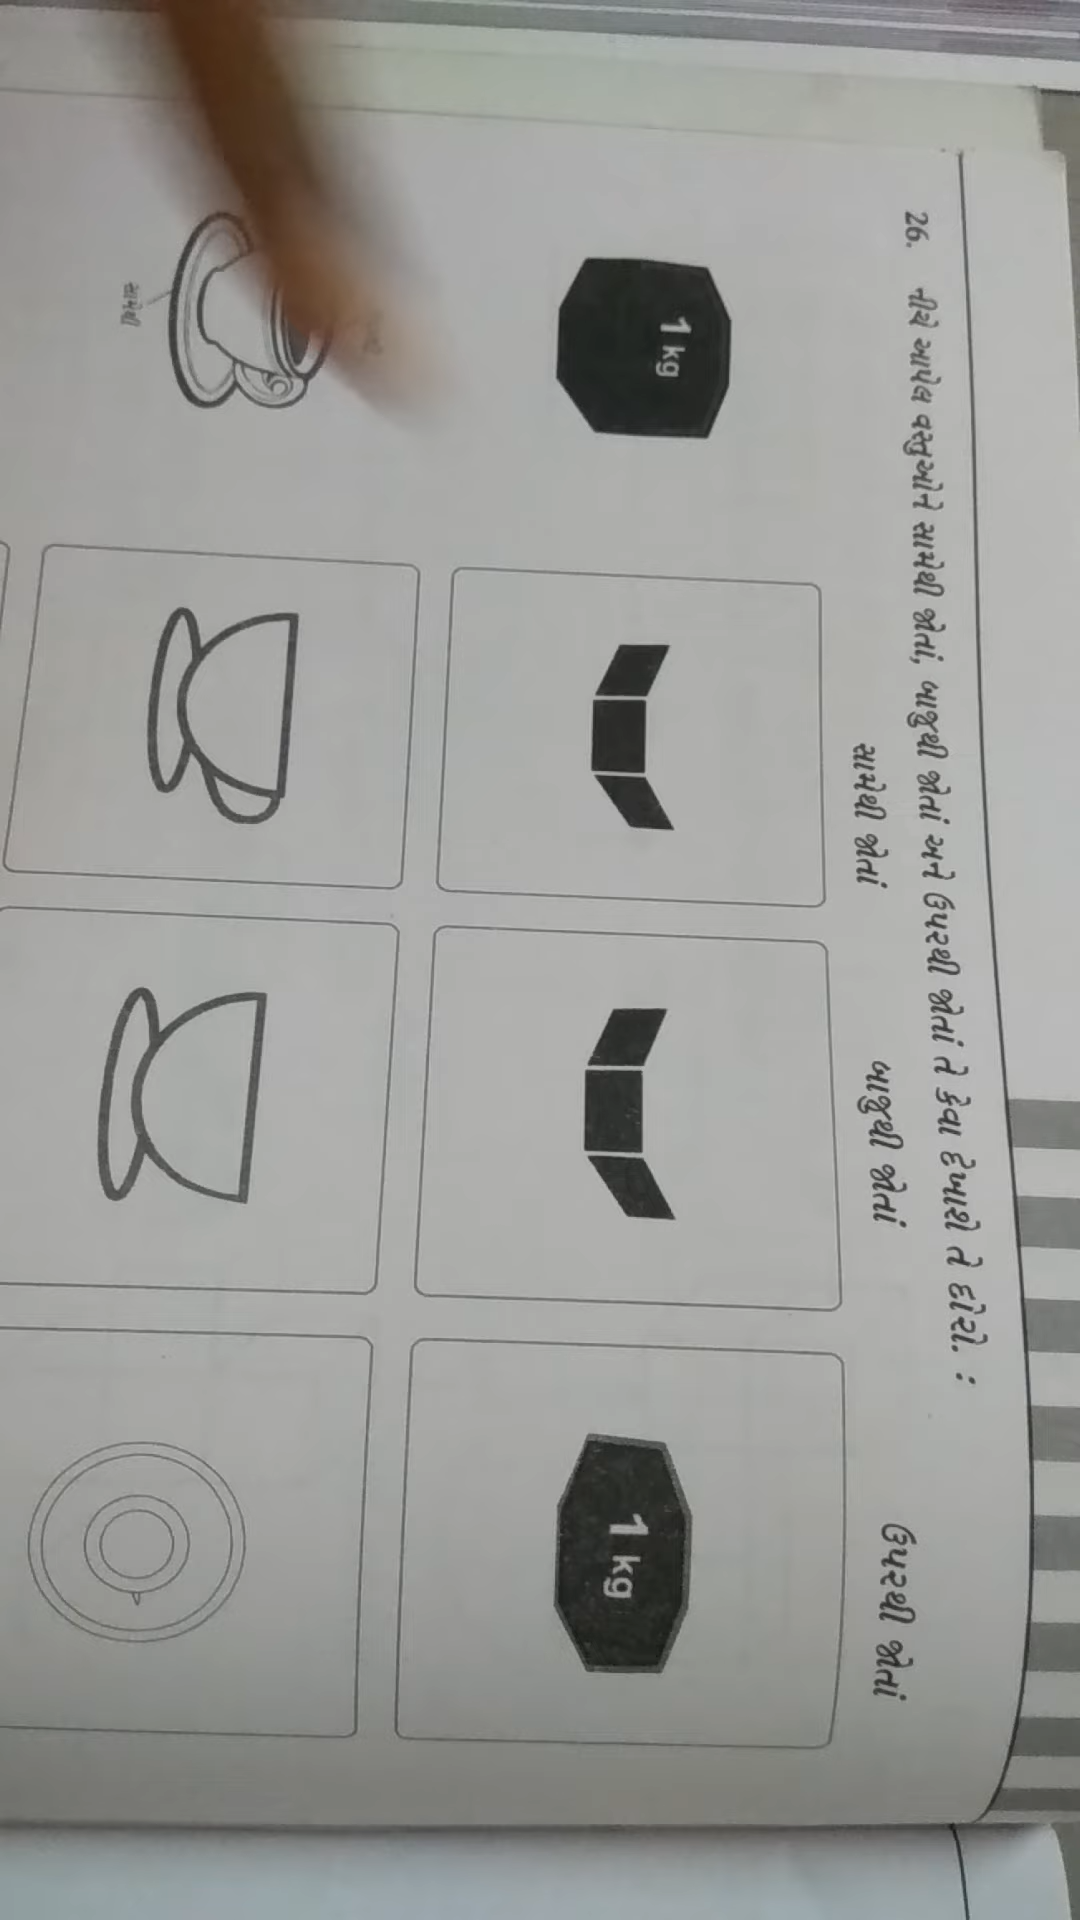 26. નીચે આપેલ વસ્તુઓને સામેથી જોતાં, બાજુથી જોતાં અને ઉપરથી જોતાં તે કેવા દેખાશે તે દોરો. :
સામેથી જોતાં બાજુથી જોતાં ઉપરથી જોતાં
1 kg
1 kg
સામેથી